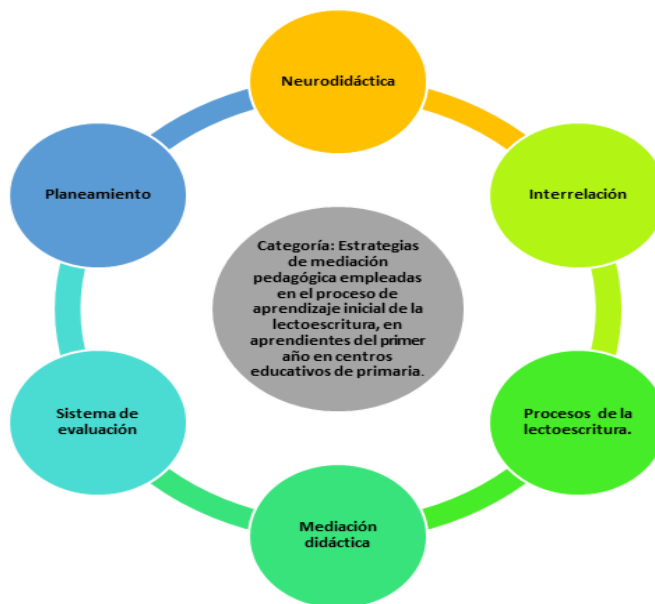 Neurodidáctica
Planeamiento
Interrelación
Categoría: Estrategias
de mediación
pedagógica empleadas
en el proceso de
aprendizaje inicial de la
lectoescritura, en
aprendientes del primer
año en centros
educativos de primaria.
Sistema de
evaluación
Procesos de la
lectoescritura.
Mediación
didáctica